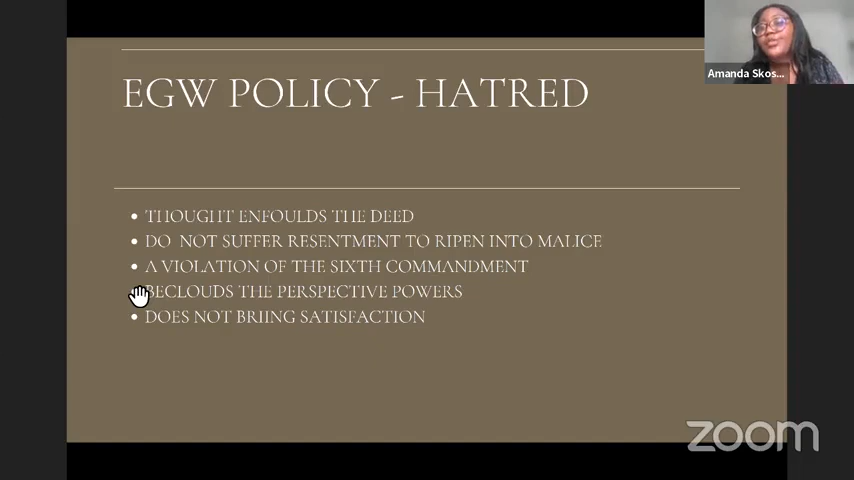 Amanda Skos...
EGW POLICY - HATRED
• THOUGHT ENFOULDS THE DEED
• DO NOT SUFFER RESENTMENT TO RIPEN INTO MALICE
• A VIOLATION OF THE SIXTH COMMANDMENT
BECLOUDS THE PERSPECTIVE POWERS
• DOES NOT BRIING SATISFACTION
zoom